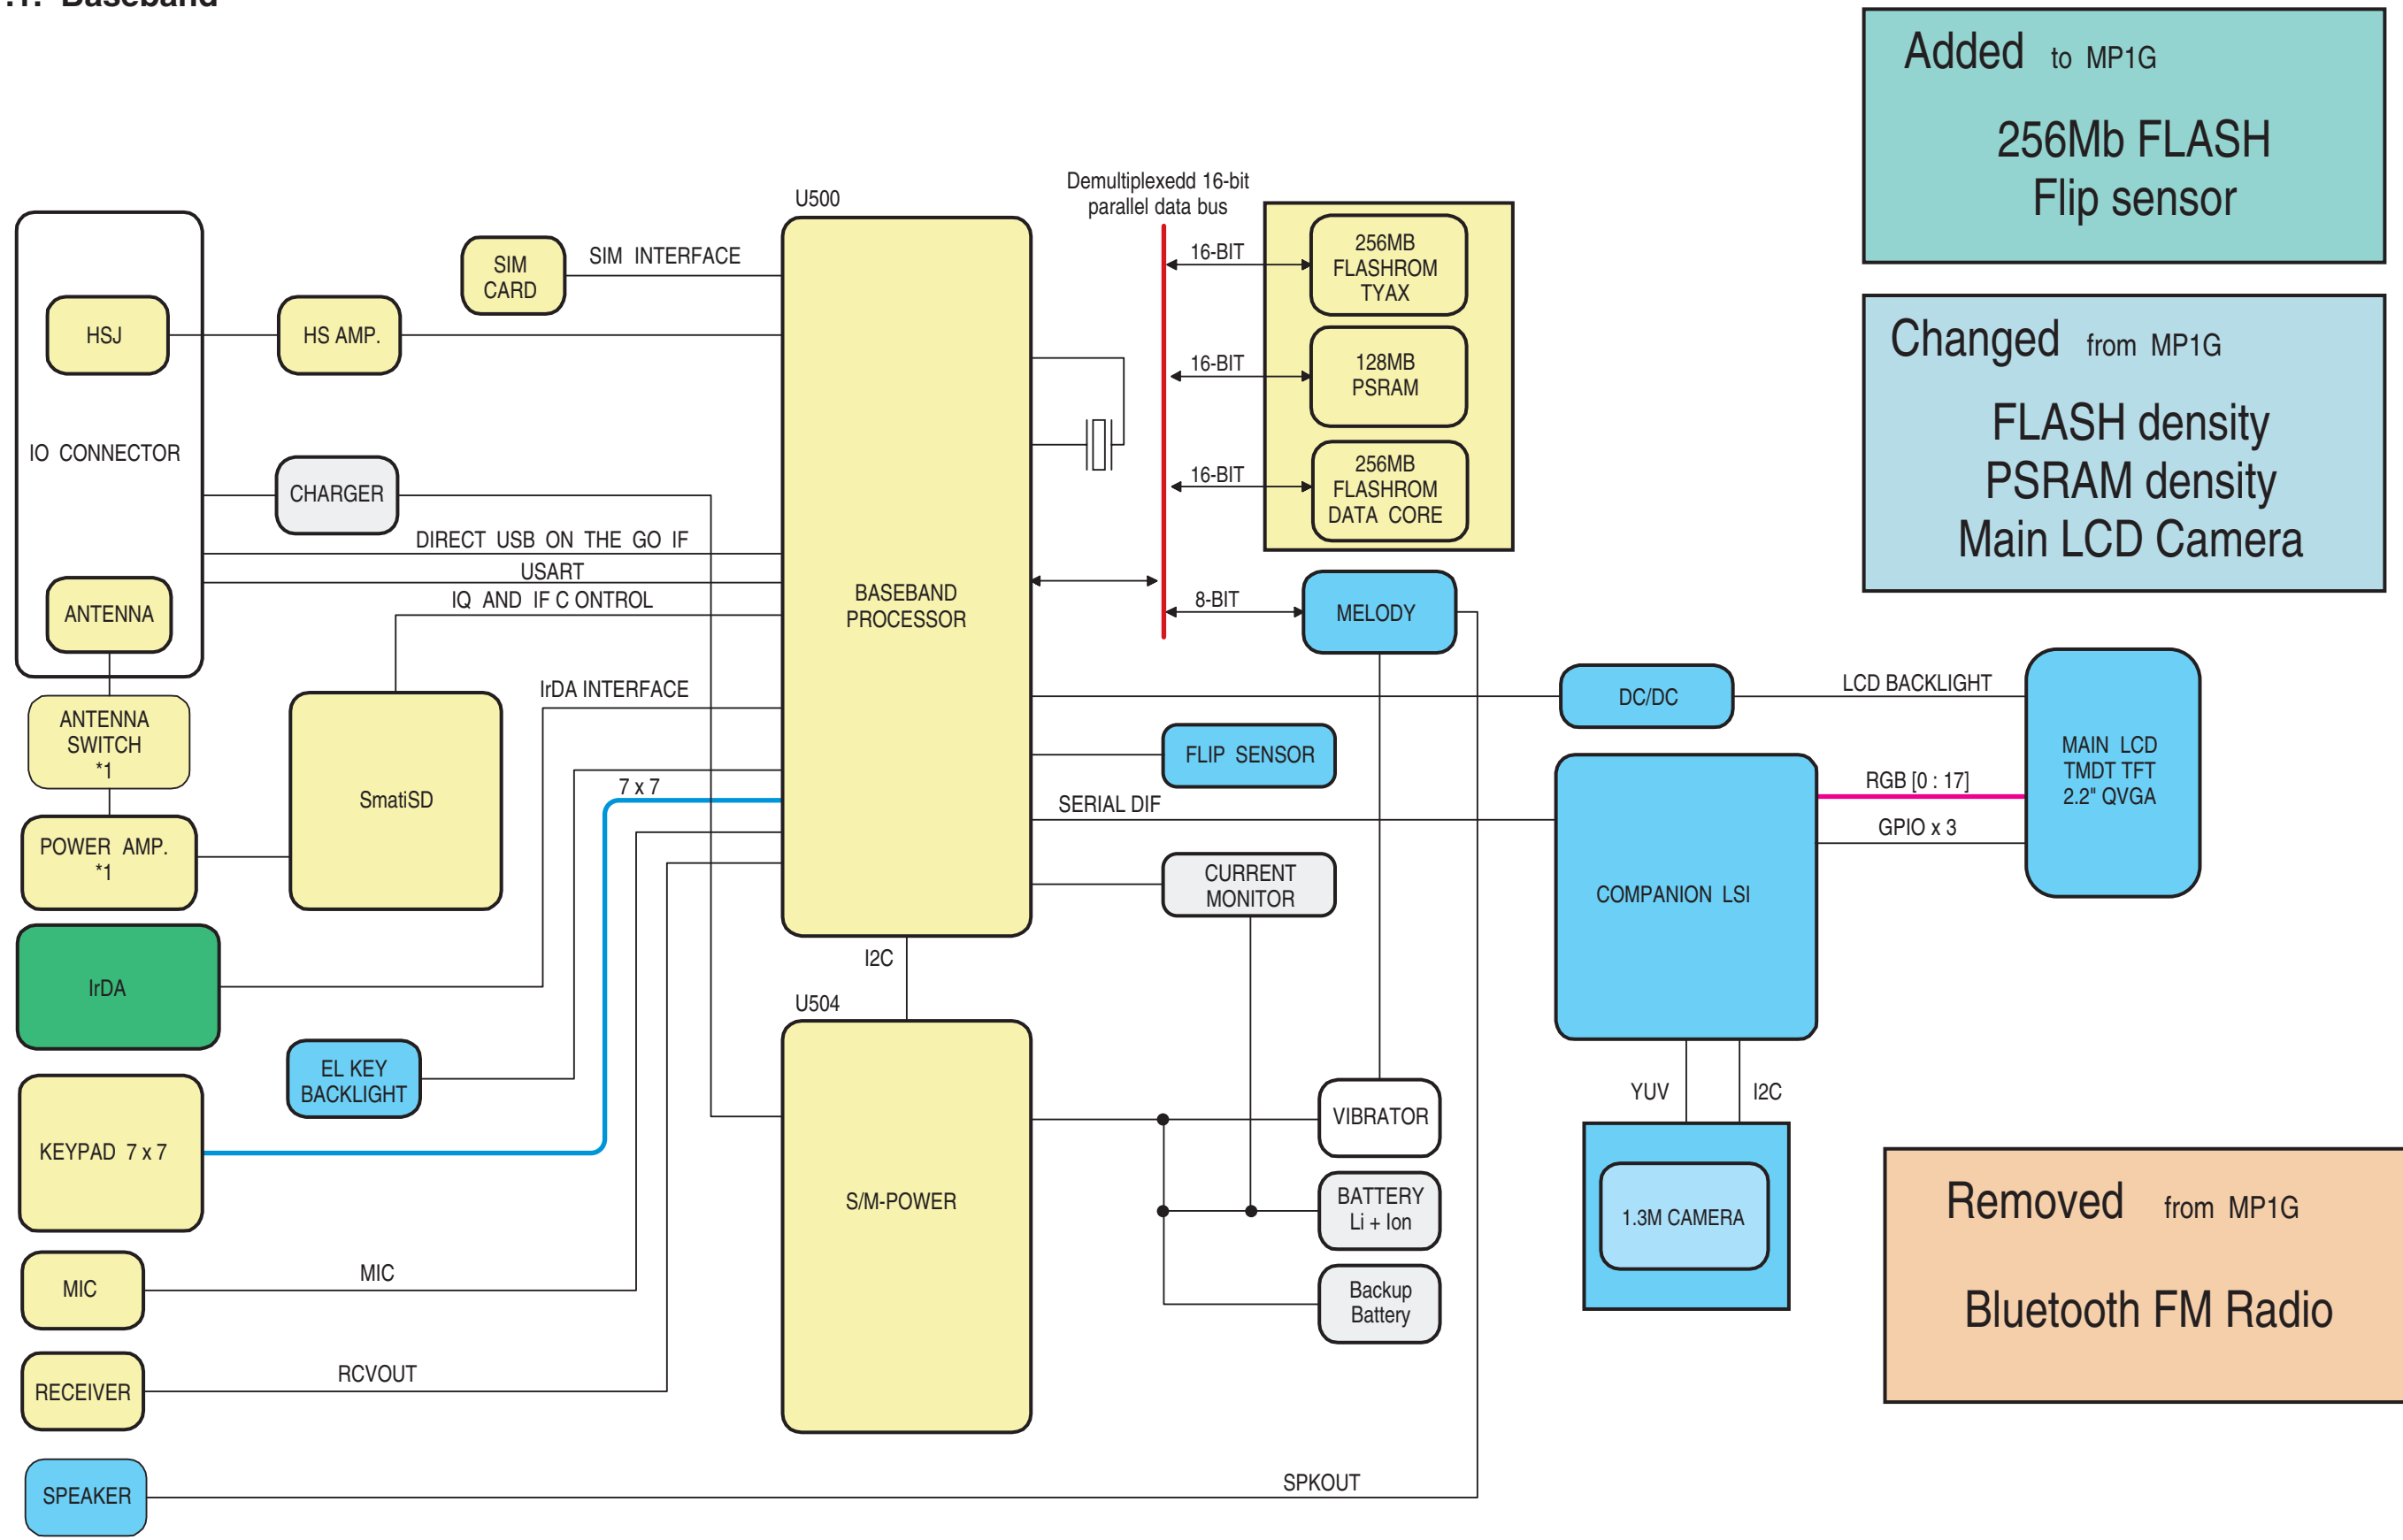 .1. Baseband
Added to MP1G
256Mb FLASH
Flip sensor
Changed from MP1G
FLASH density
PSRAM density
Main LCD Camera
Removed from MP1G
Bluetooth FM Radio
U500
Demultiplexedd 16-bit
parallel data bus
SIM
CARD
SIM INTERFACE
HSJ
HS AMP.
IO CONNECTOR
CHARGER
DIRECT USB ON THE GO IF
USART
IQ AND IF C ONTROL
ANTENNA
ANTENNA
SWITCH
*1
POWER AMP.
*1
SmatiSD
IrDA INTERFACE
7 x 7
IrDA
EL KEY
BACKLIGHT
KEYPAD 7 x 7
MIC
MIC
RECEIVER
RCVOUT
SPEAKER
SPKOUT
BASEBAND
PROCESSOR
I2C
U504
S/M-POWER
16-BIT
256MB
FLASHROM
TYAX
16-BIT
128MB
PSRAM
16-BIT
256MB
FLASHROM
DATA CORE
8-BIT
MELODY
DC/DC
LCD BACKLIGHT
FLIP SENSOR
SERIAL DIF
CURRENT
MONITOR
COMPANION LSI
RGB [0 : 17]
GPIO x 3
MAIN LCD
TMDT TFT
2.2" QVGA
YUV
I2C
1.3M CAMERA
VIBRATOR
BATTERY
Li + Ion
Backup
Battery